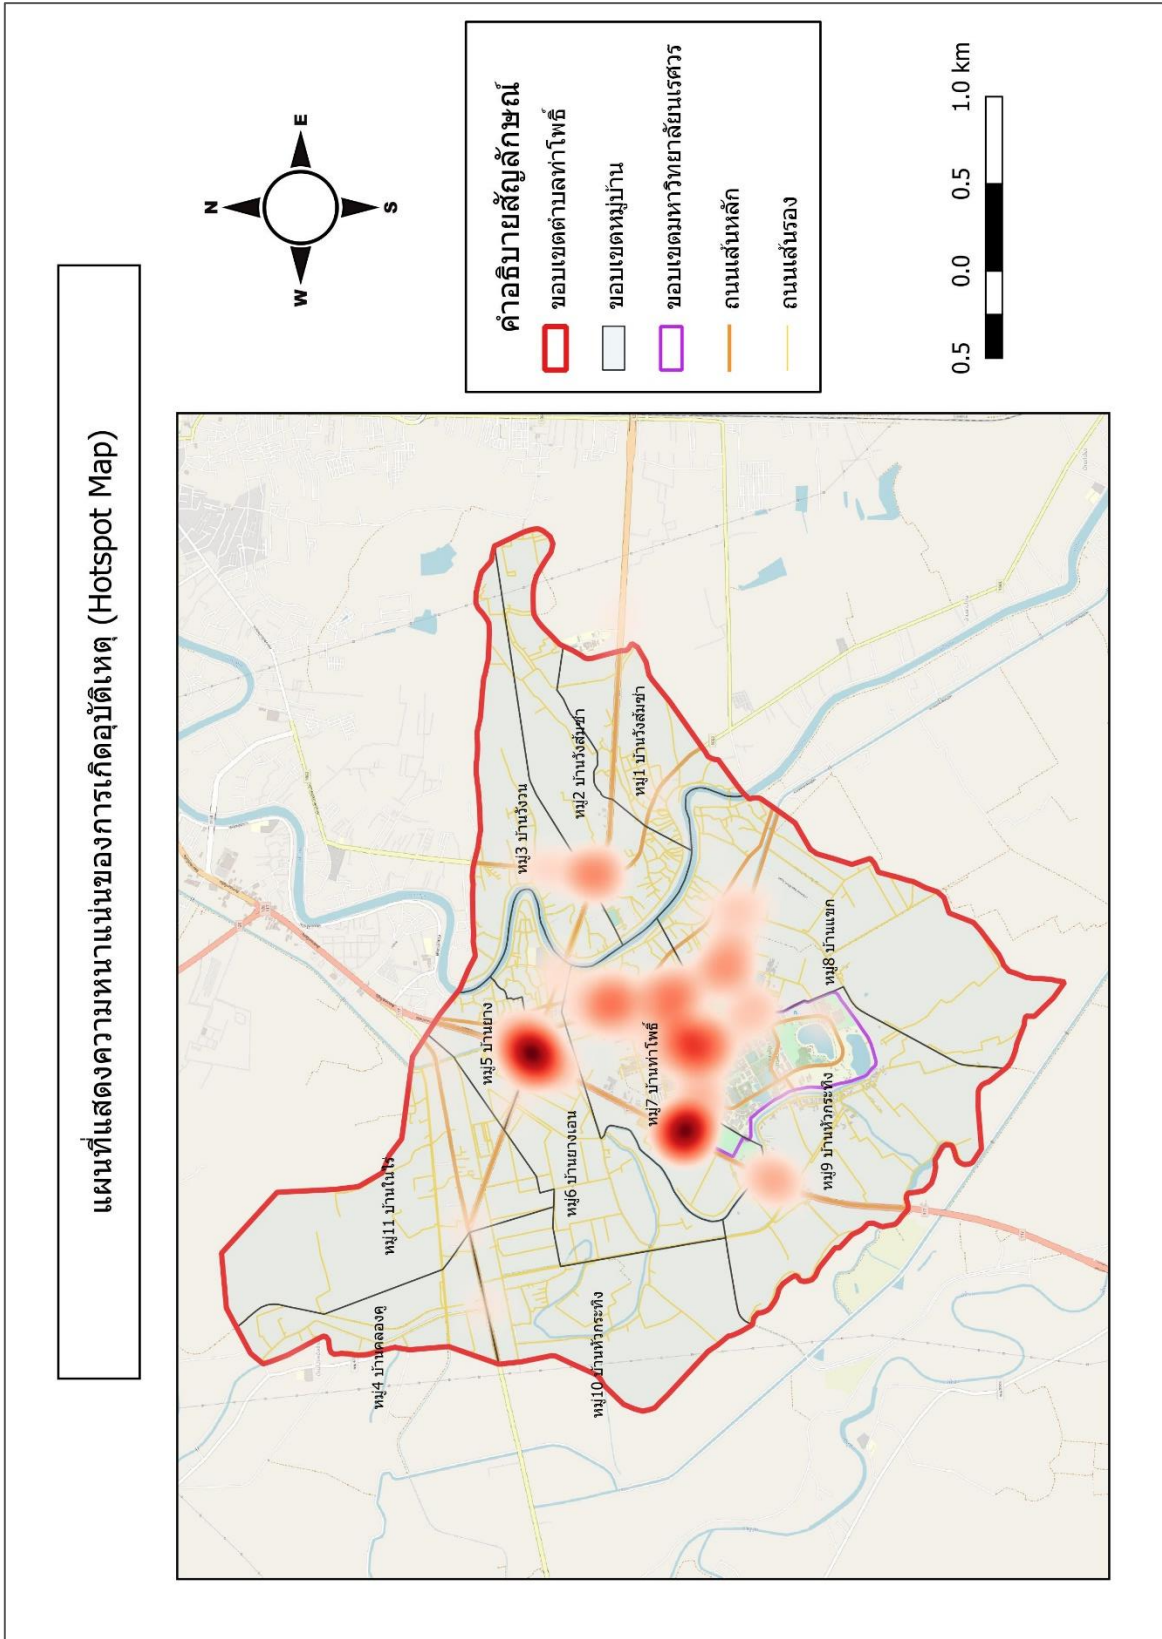 แผนที่แสดงความหนาแน่นของการเกิดอุบัติเหตุ (Hotspot Map)
หมู่4 บ้านคลองคู
หมู่11 บ้านในไร่
หมู่5 บ้านยาง
หมู่3 บ้านวังวน
หมู่6 บ้านยางเอน
หมู่2 บ้านวังส้มซ่า
หมู่10 บ้านหัวกระทิง
หมู่7 บ้านท่าโพธิ์
หมู่1 บ้านวังส้มซ่า
หมู่9 บ้านหัวกระทิง
หมู่8 บ้านแขก
N
W
E
S
คำอธิบายสัญลักษณ์
ขอบเขตตำบลท่าโพธิ์
ขอบเขตหมู่บ้าน
ขอบเขตมหาวิทยาลัยนเรศวร
ถนนเส้นหลัก
ถนนเส้นรอง
0.5 0.0 0.5 1.0 km